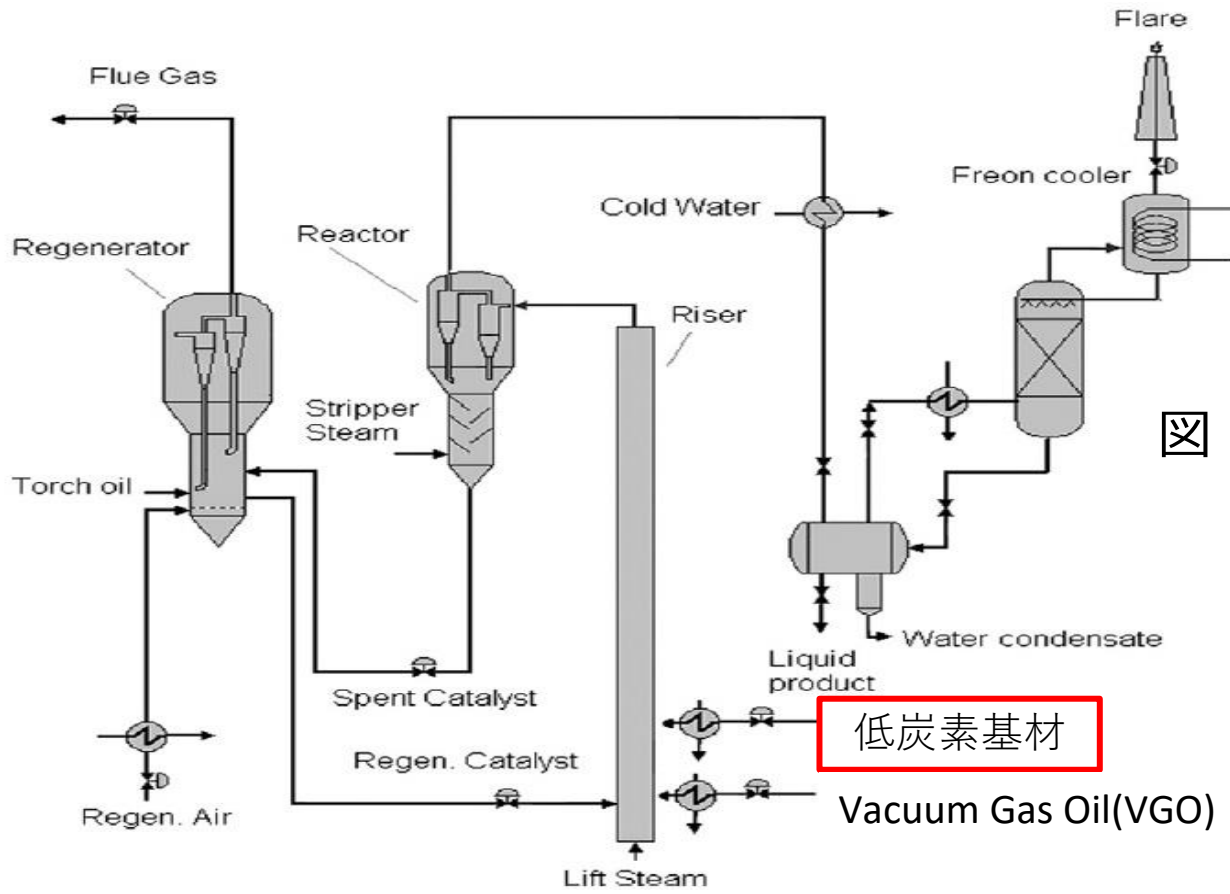 Flare
Flue Gas
Freon cooler
Cold Water
Reactor
Regenerator
Riser
Stripper
Steam
図
Torch oil
Water condensate
Liquid
product
Spent Catalyst
低炭素基材
Regen. Catalyst
Vacuum Gas Oil(VGO)
Regen. Air
Lift Steam